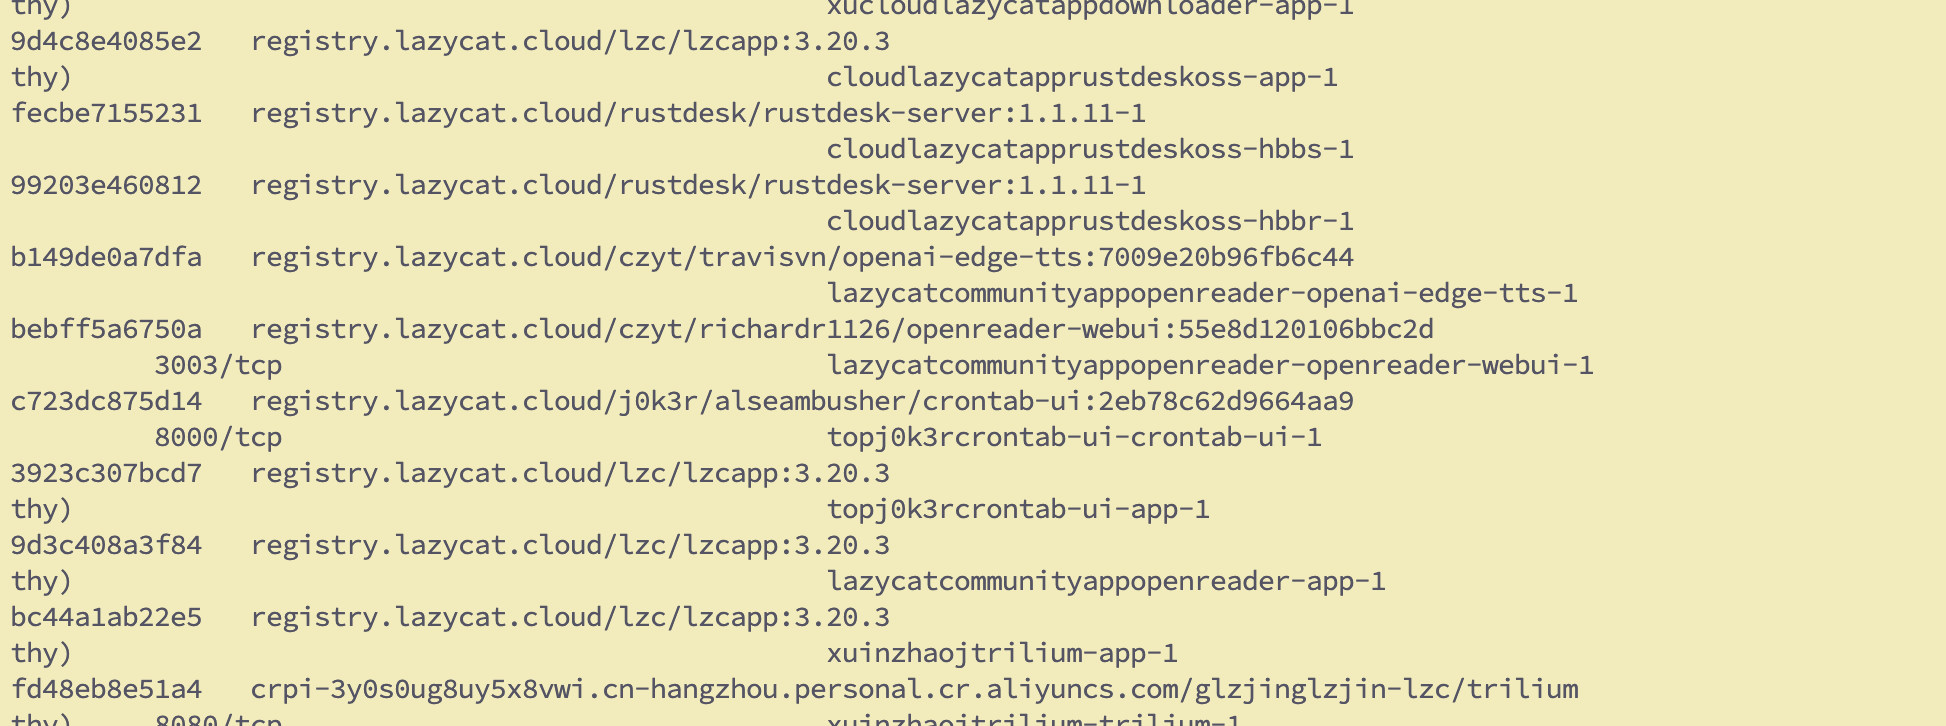 thy) xucloudlazycatappdownloader-app-1
9d4c8e4085e2 registry.lazycat.cloud/lzc/lzcapp:3.20.3
thy) cloudlazycatapprustdeskoss-app-1
fecbe7155231 registry.lazycat.cloud/rustdesk/rustdesk-server:1.1.11-1
cloudlazycatapprustdeskoss-hbbs-1
99203e460812 registry.lazycat.cloud/rustdesk/rustdesk-server:1.1.11-1
cloudlazycatapprustdeskoss-hbbr-1
b149de0a7dfa registry.lazycat.cloud/czyt/travisvn/openai-edge-tts:7009e20b96fb6c44
lazycatcommunityappopenreader-openai-edge-tts-1
bebff5a6750a registry.lazycat.cloud/czyt/richardr1126/openreader-webui:55e8d120106bbc2d
3003/tcp lazycatcommunityappopenreader-openreader-webui-1
c723dc875d14 registry.lazycat.cloud/j0k3r/alseambusher/crontab-ui:2eb78c62d9664aa9
8000/tcp topj0k3rcrontab-ui-crontab-ui-1
3923c307bcd7 registry.lazycat.cloud/lzc/lzcapp:3.20.3
thy) topj0k3rcrontab-ui-app-1
9d3c408a3f84 registry.lazycat.cloud/lzc/lzcapp:3.20.3
thy) lazycatcommunityappopenreader-app-1
bc44a1ab22e5 registry.lazycat.cloud/lzc/lzcapp:3.20.3
thy) xuinzhaojtrilium-app-1
fd48eb8e51a4 crpi-3y0s0ug8uy5x8vwi.cn-hangzhou.personal.cr.aliyuncs.com/glzjinglzjin-lzc/trilium
thy) 8080/tcp xuinzhaojtrilium-trilium-1